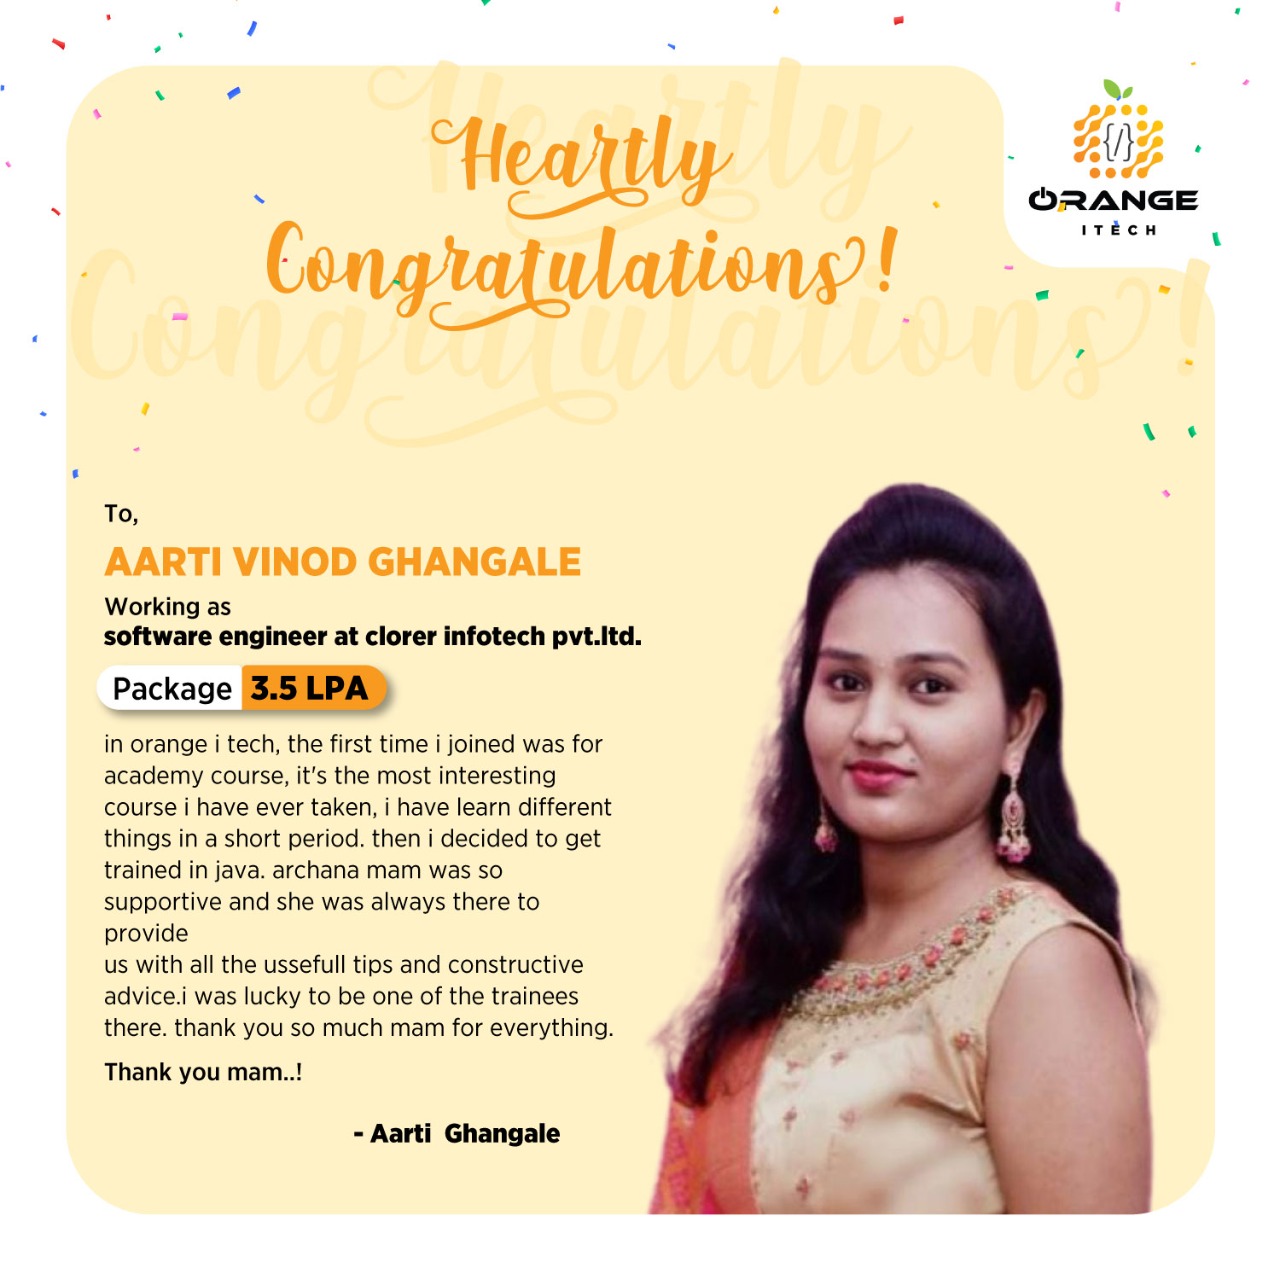 Heartly
Congratulations!
ORANGE
ITECH
To,
AARTI VINOD GHANGALE
Working as
software engineer at clorer infotech pvt.ltd.
Package 3.5 LPA
in orange i tech, the first time i joined was for
academy course, it's the most interesting
course i have ever taken, i have learn different
things in a short period. then i decided to get
trained in java. archana mam was so
supportive and she was always there to
provide
us with all the ussefull tips and constructive
advice.i was lucky to be one of the trainees
there. thank you so much mam for everything.
Thank you mam..!
- Aarti Ghangale